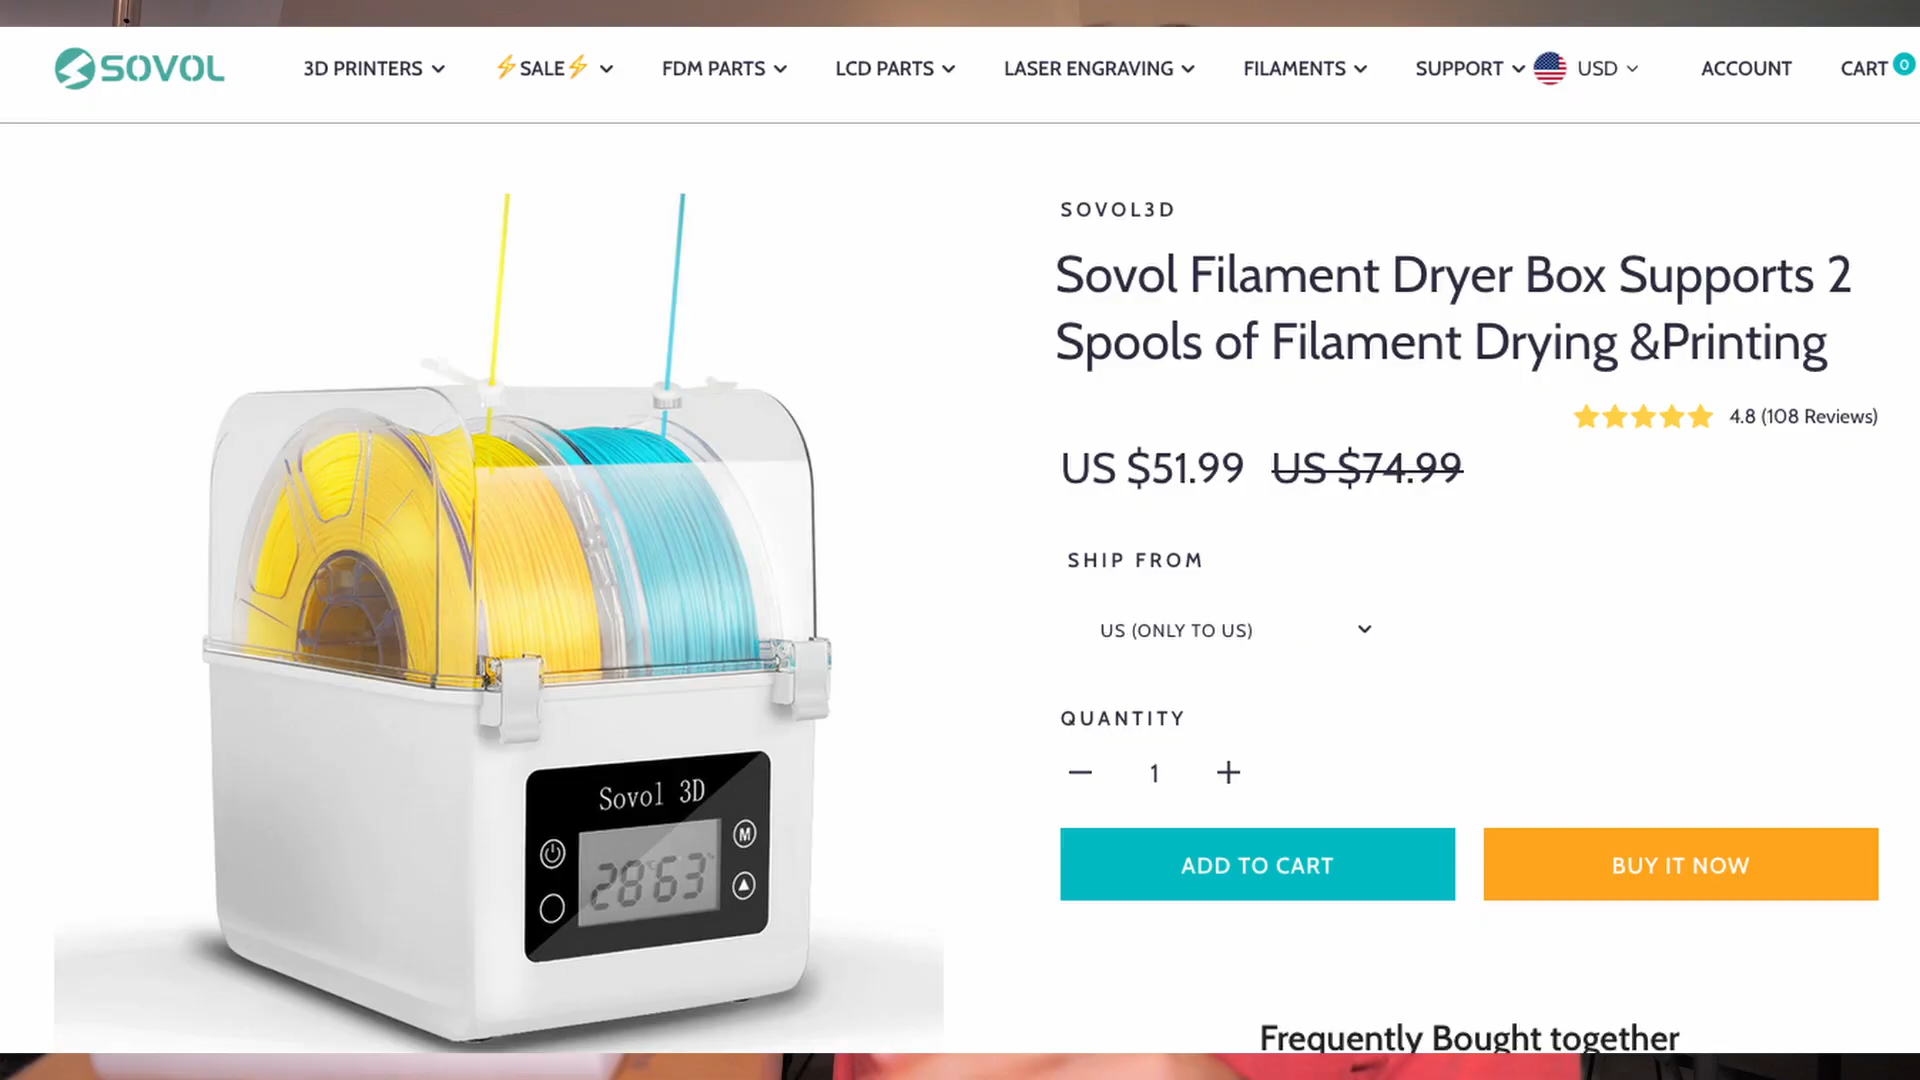 SOVOL
3D PRINTERS
⚡SALE⚡
FDM PARTS
LCD PARTS
LASER ENGRAVING
FILAMENTS
SUPPORT
USD
ACCOUNT
CART 0
SOVOL3D
Sovol Filament Dryer Box Supports 2
Spools of Filament Drying &Printing
4.8 (108 Reviews)
US $51.99 US $74.99
SHIP FROM
US (ONLY TO US)
QUANTITY
− 1 +
ADD TO CART
BUY IT NOW
Sovol 3D
M
28°C 63%
Frequently Bought together